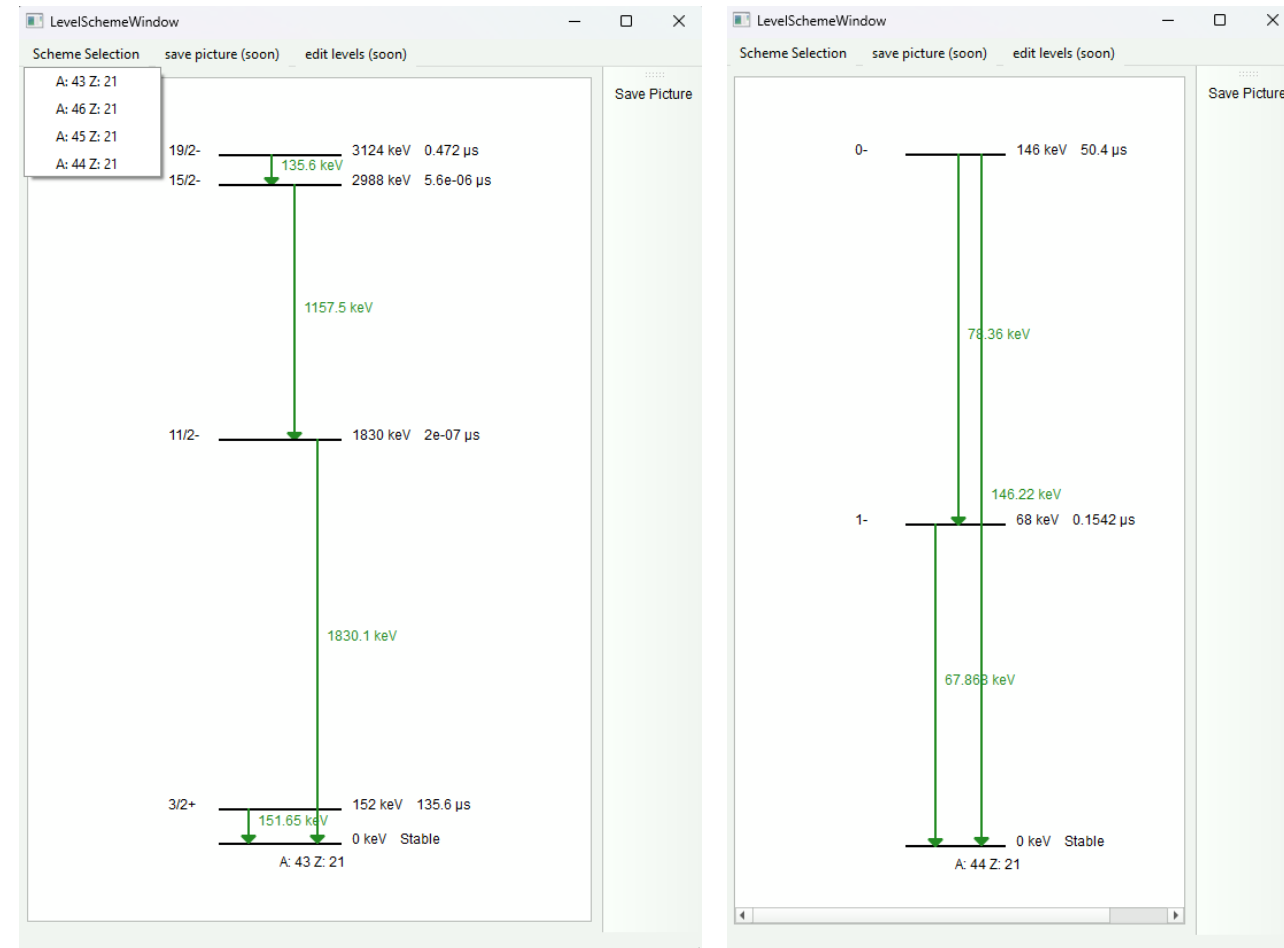 LevelSchemeWindow
Scheme Selection save picture (soon) edit levels (soon)
A: 43 Z: 21
A: 46 Z: 21
A: 45 Z: 21
A: 44 Z: 21
Save Picture
19/2- 3124 keV 0.472 µs
135.6 keV
15/2- 2988 keV 5.6e-06 µs
1157.5 keV
11/2- 1830 keV 2e-07 µs
1830.1 keV
3/2+ 152 keV 135.6 µs
151.65 keV
0 keV Stable
A: 43 Z: 21
LevelSchemeWindow
Scheme Selection save picture (soon) edit levels (soon)
Save Picture
0- 146 keV 50.4 µs
78.36 keV
146.22 keV
1- 68 keV 0.1542 µs
67.868 keV
0 keV Stable
A: 44 Z: 21